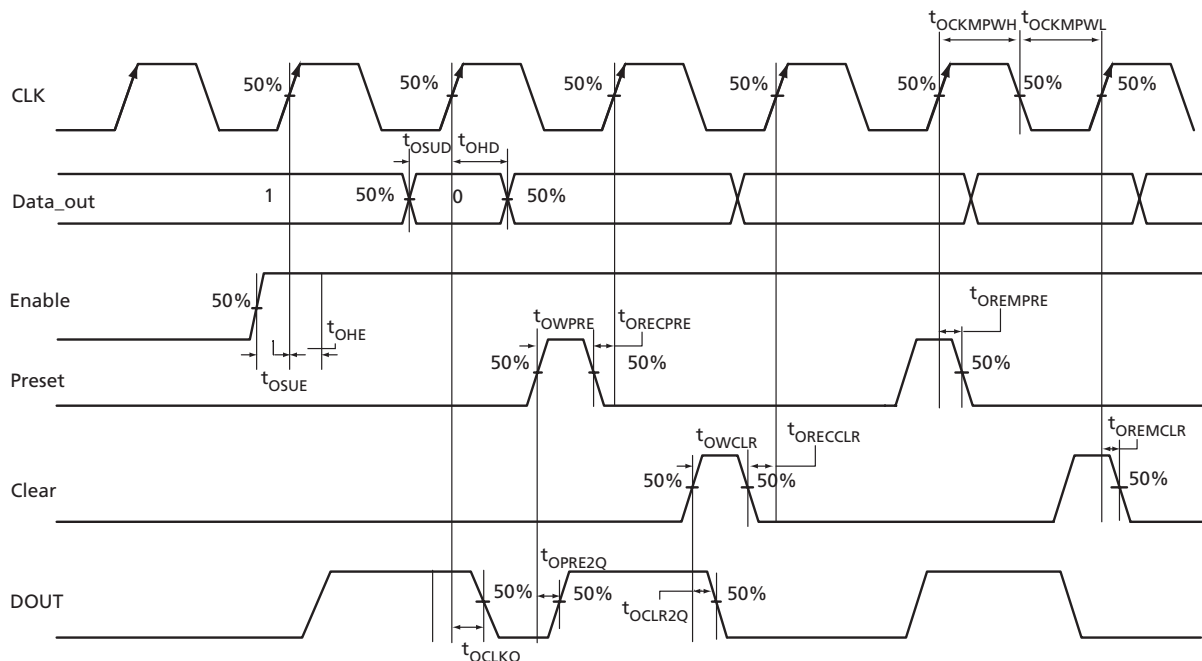 tOCKMPWH tOCKMPWL
CLK 50% 50% 50% 50% 50% 50% 50%
tOSUD tOHD
Data_out 1 50% 0 50%
Enable 50%
tOHE tOWPRE tORECPRE tOREMPRE
Preset 50% 50% 50%
tOSUE
tOWCLR tORECCLR tOREMCLR
Clear 50% 50% 50%
tOPRE2Q
DOUT 50% 50% 50%
tOCLR2Q
tOCLKQ